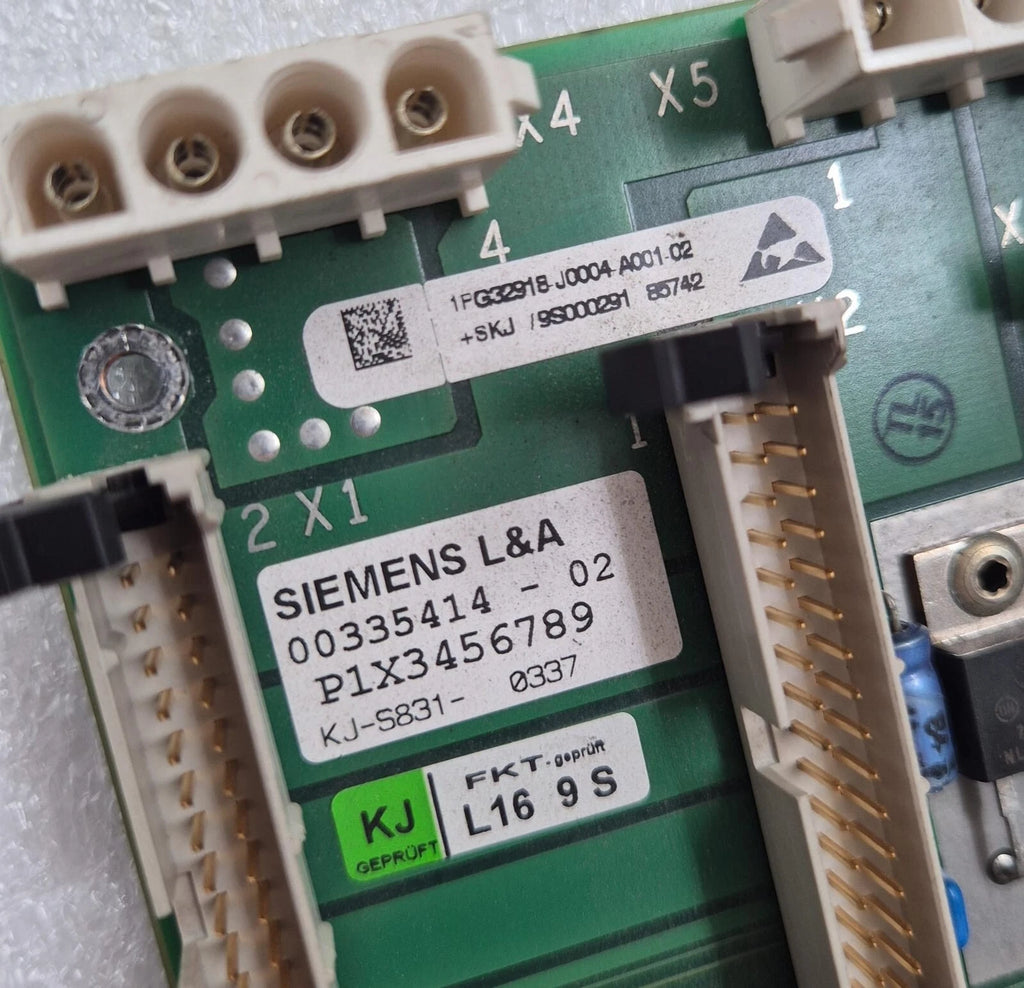 X4
X5
1
4
1PG32918-J0004-A001-02
+SKJ /9S000291 85742
X
2
1
2 X1
SIEMENS L&A
00335414 - 02
P1X3456789
KJ-S831- 0337
KJ
GEPRÜFT
FKT-geprüft
L16 9 S